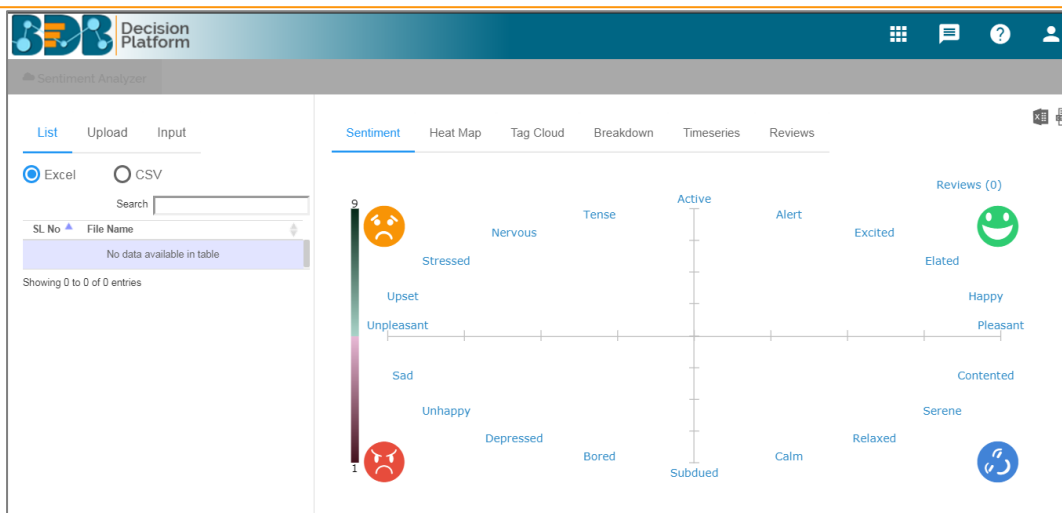 BDB Decision Platform
Sentiment Analyzer
List Upload Input
Excel CSV
Search
SL No File Name
No data available in table
Showing 0 to 0 of 0 entries
Sentiment Heat Map Tag Cloud Breakdown Timeseries Reviews
Reviews (0)
9
Active
Tense Alert
Nervous Excited
Stressed Elated
Upset Happy
Unpleasant Pleasant
Sad Contented
Unhappy Serene
Depressed Relaxed
Bored Calm
1
Subdued